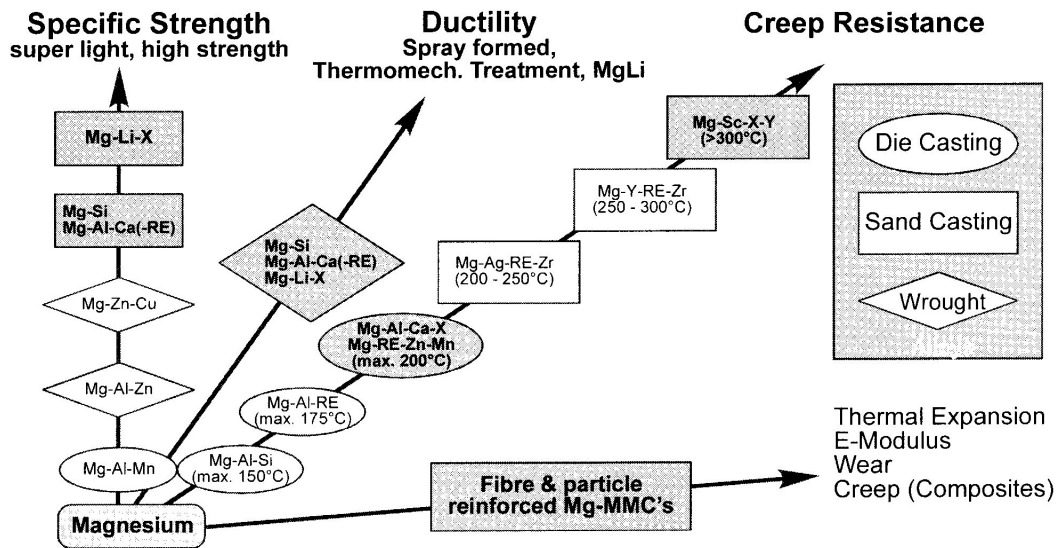 Specific Strength
super light, high strength
Ductility
Spray formed,
Thermomech. Treatment, MgLi
Creep Resistance
Mg-Li-X
Mg-Si
Mg-Al-Ca(-RE)
Mg-Zn-Cu
Mg-Al-Zn
Mg-Al-Mn
Magnesium
Mg-Si
Mg-Al-Ca(-RE)
Mg-Li-X
Mg-Sc-X-Y
(>300°C)
Mg-Y-RE-Zr
(250 - 300°C)
Mg-Ag-RE-Zr
(200 - 250°C)
Mg-Al-Ca-X
Mg-RE-Zn-Mn
(max. 200°C)
Mg-Al-RE
(max. 175°C)
Mg-Al-Si
(max. 150°C)
Fibre & particle
reinforced Mg-MMC's
Die Casting
Sand Casting
Wrought
Thermal Expansion
E-Modulus
Wear
Creep (Composites)